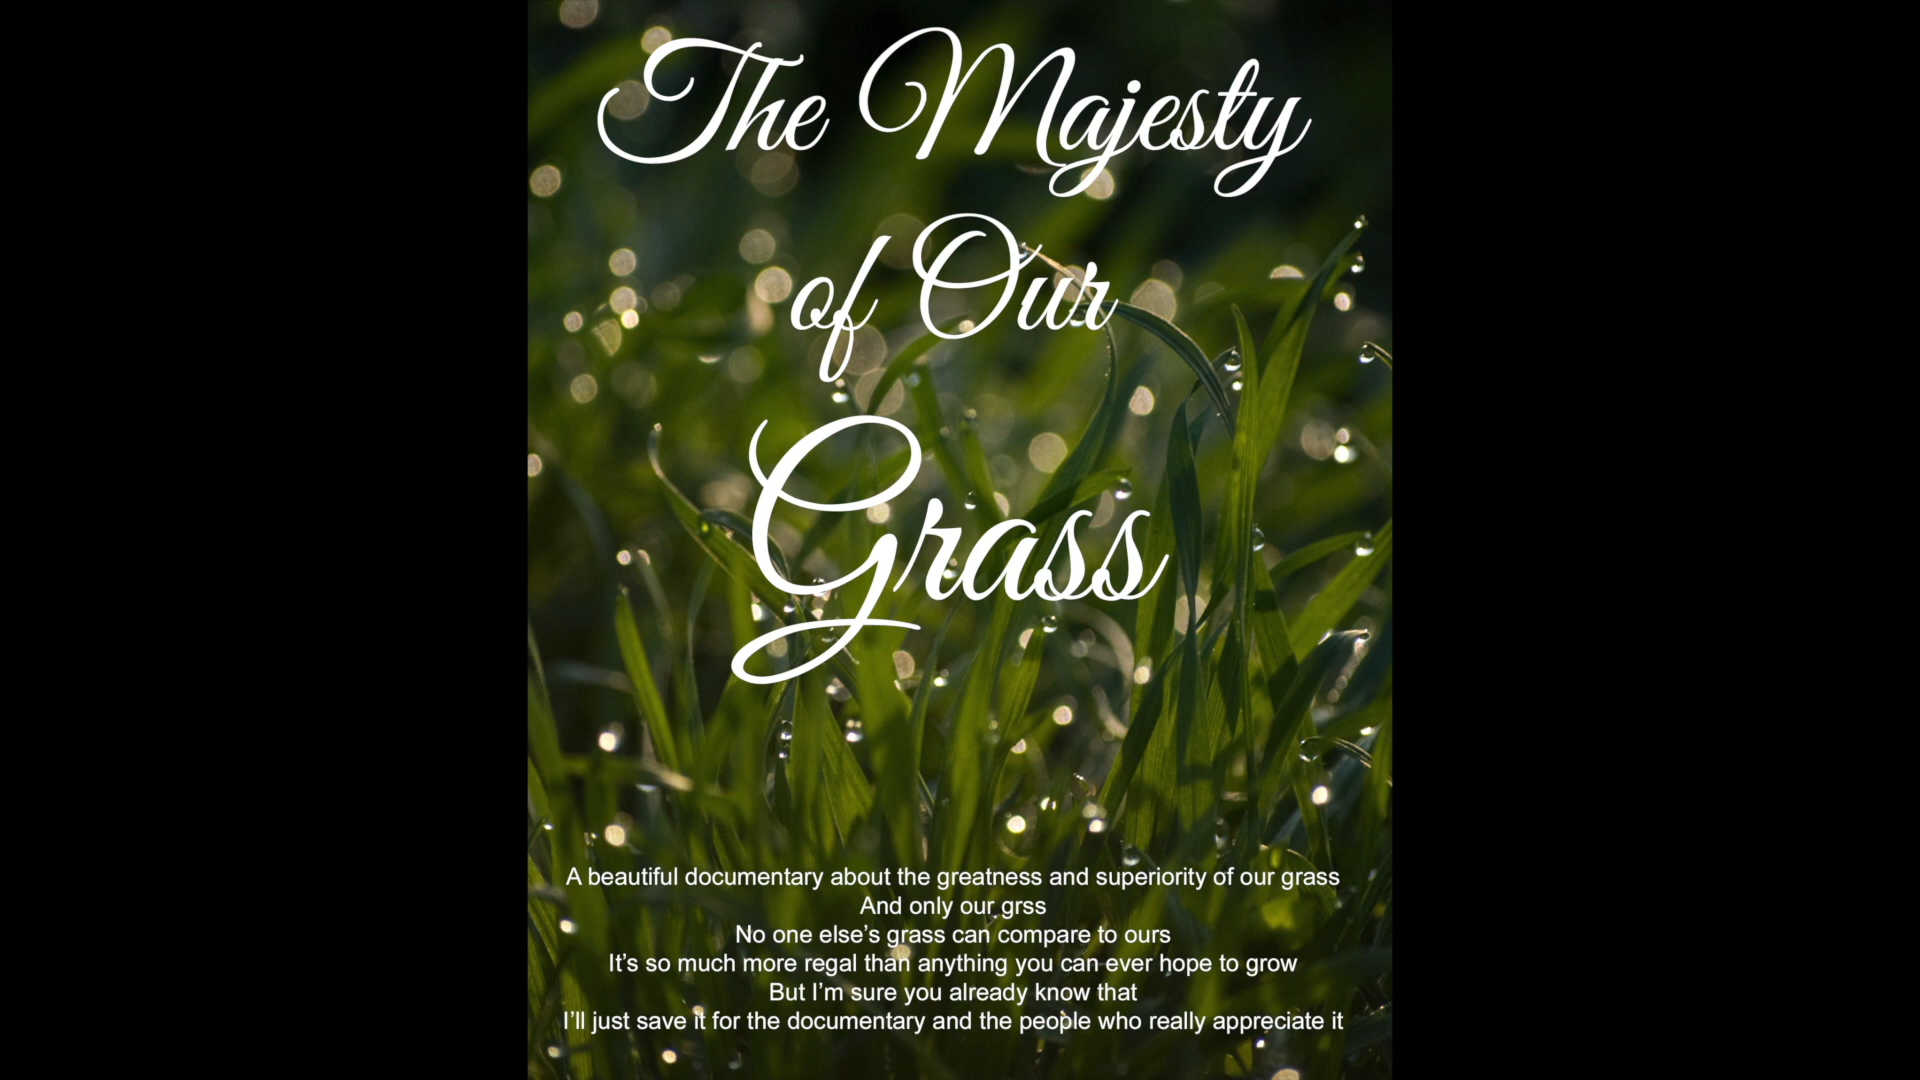 The Majesty
of Our
Grass
A beautiful documentary about the greatness and superiority of our grass
And only our grss
No one else’s grass can compare to ours
It’s so much more regal than anything you can ever hope to grow
But I’m sure you already know that
I’ll just save it for the documentary and the people who really appreciate it